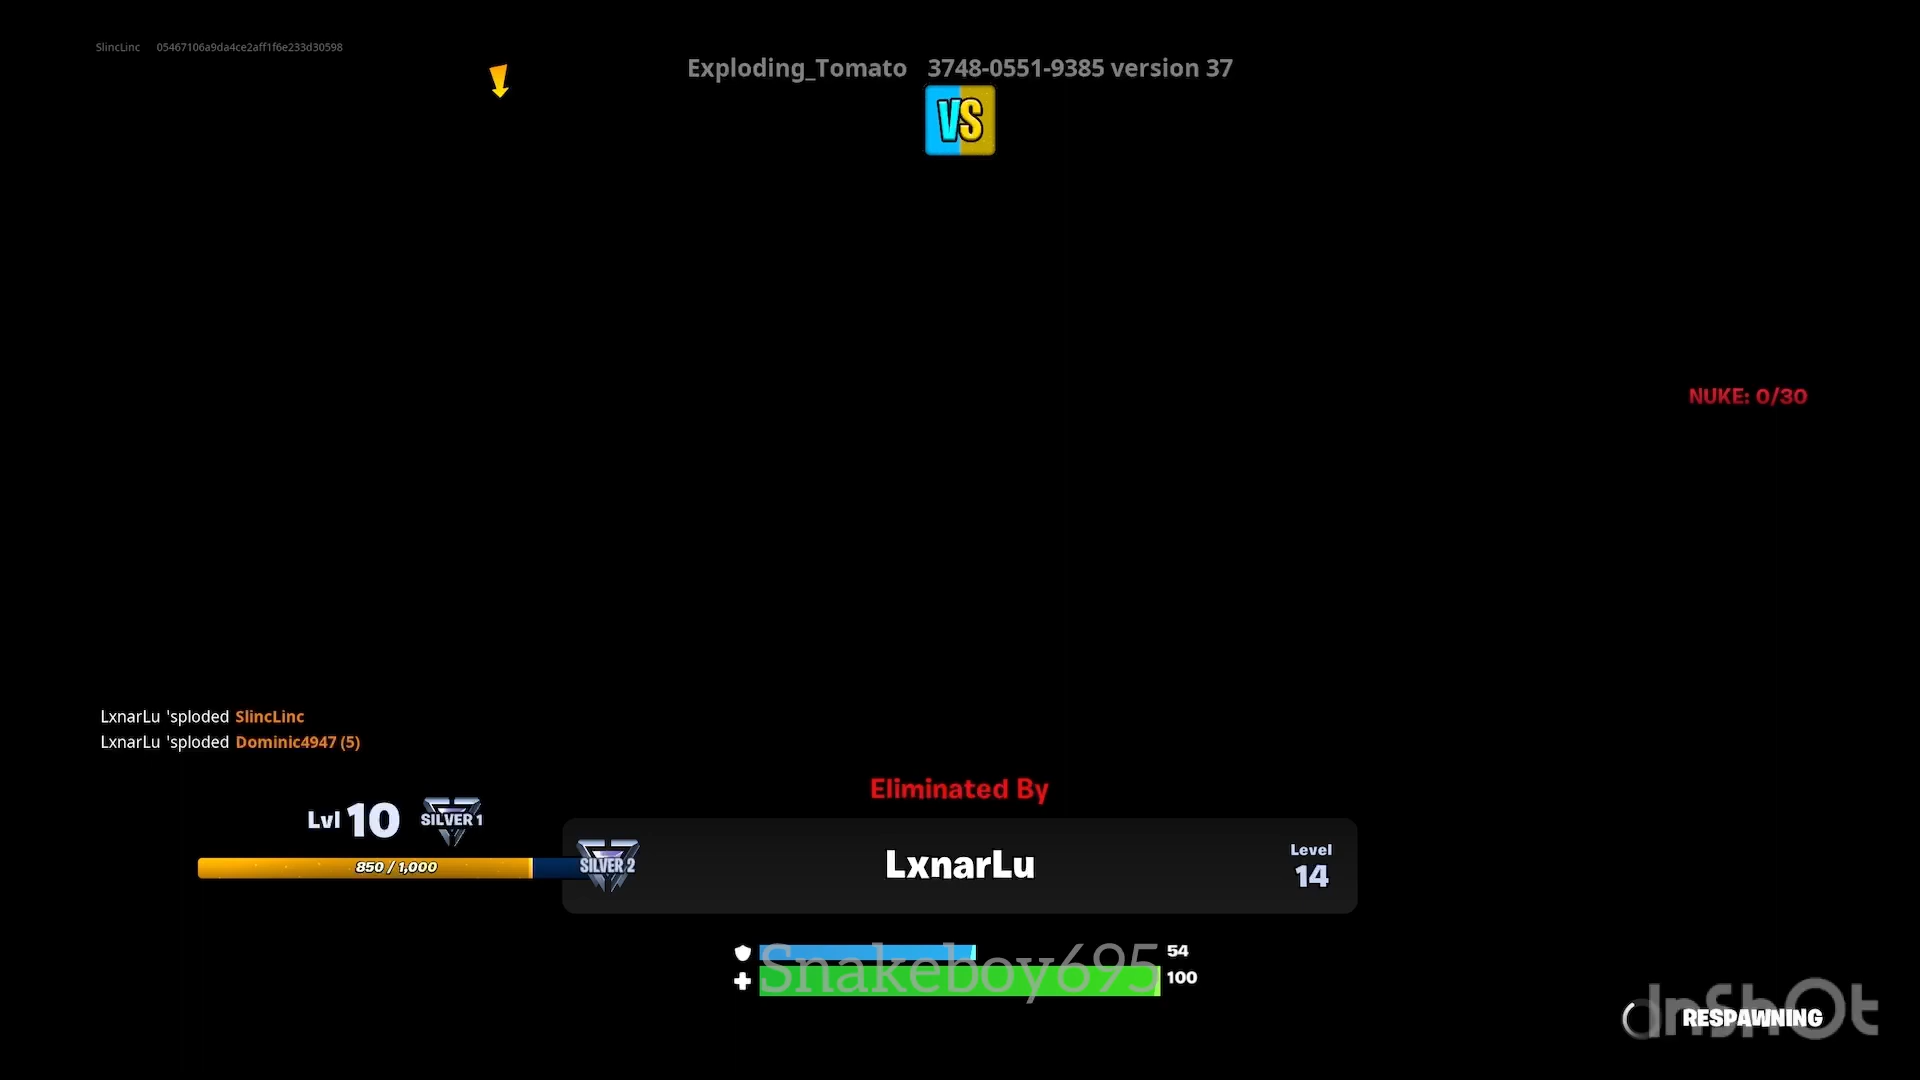 SlincLinc 05467106a9da4ce2aff1f6e233d30598
Exploding_Tomato 3748-0551-9385 version 37
VS
NUKE: 0/30
LxnarLu 'sploded SlincLinc
LxnarLu 'sploded Dominic4947 (5)
Eliminated By
Lvl 10 SILVER 1
850 / 1,000
SILVER 2
LxnarLu
Level
14
54
Snakeboy695
100
InShOt
RESPAWNING